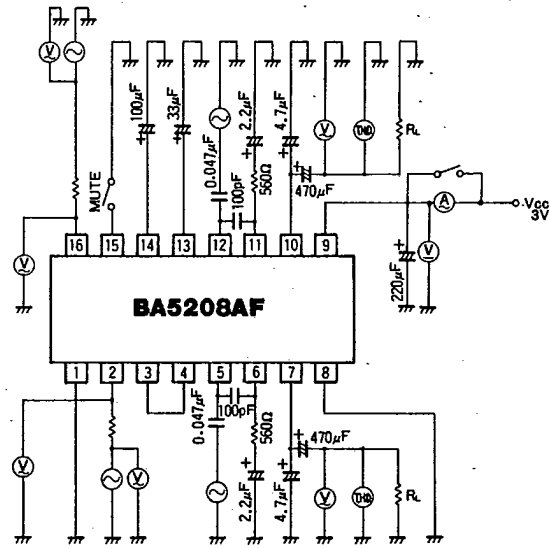 V
V
MUTE
100μF
+
33μF
+
0.047μF
100pF
2.2μF
+
560Ω
4.7μF
+
+
470μF
V
THD
RL
A
VCC
3V
+
220μF
V
16 15 14 13 12 11 10 9
BA5208AF
1 2 3 4 5 6 7 8
V
V
0.047μF
100pF
560Ω
+
2.2μF
+
470μF
+
4.7μF
V
THD
RL